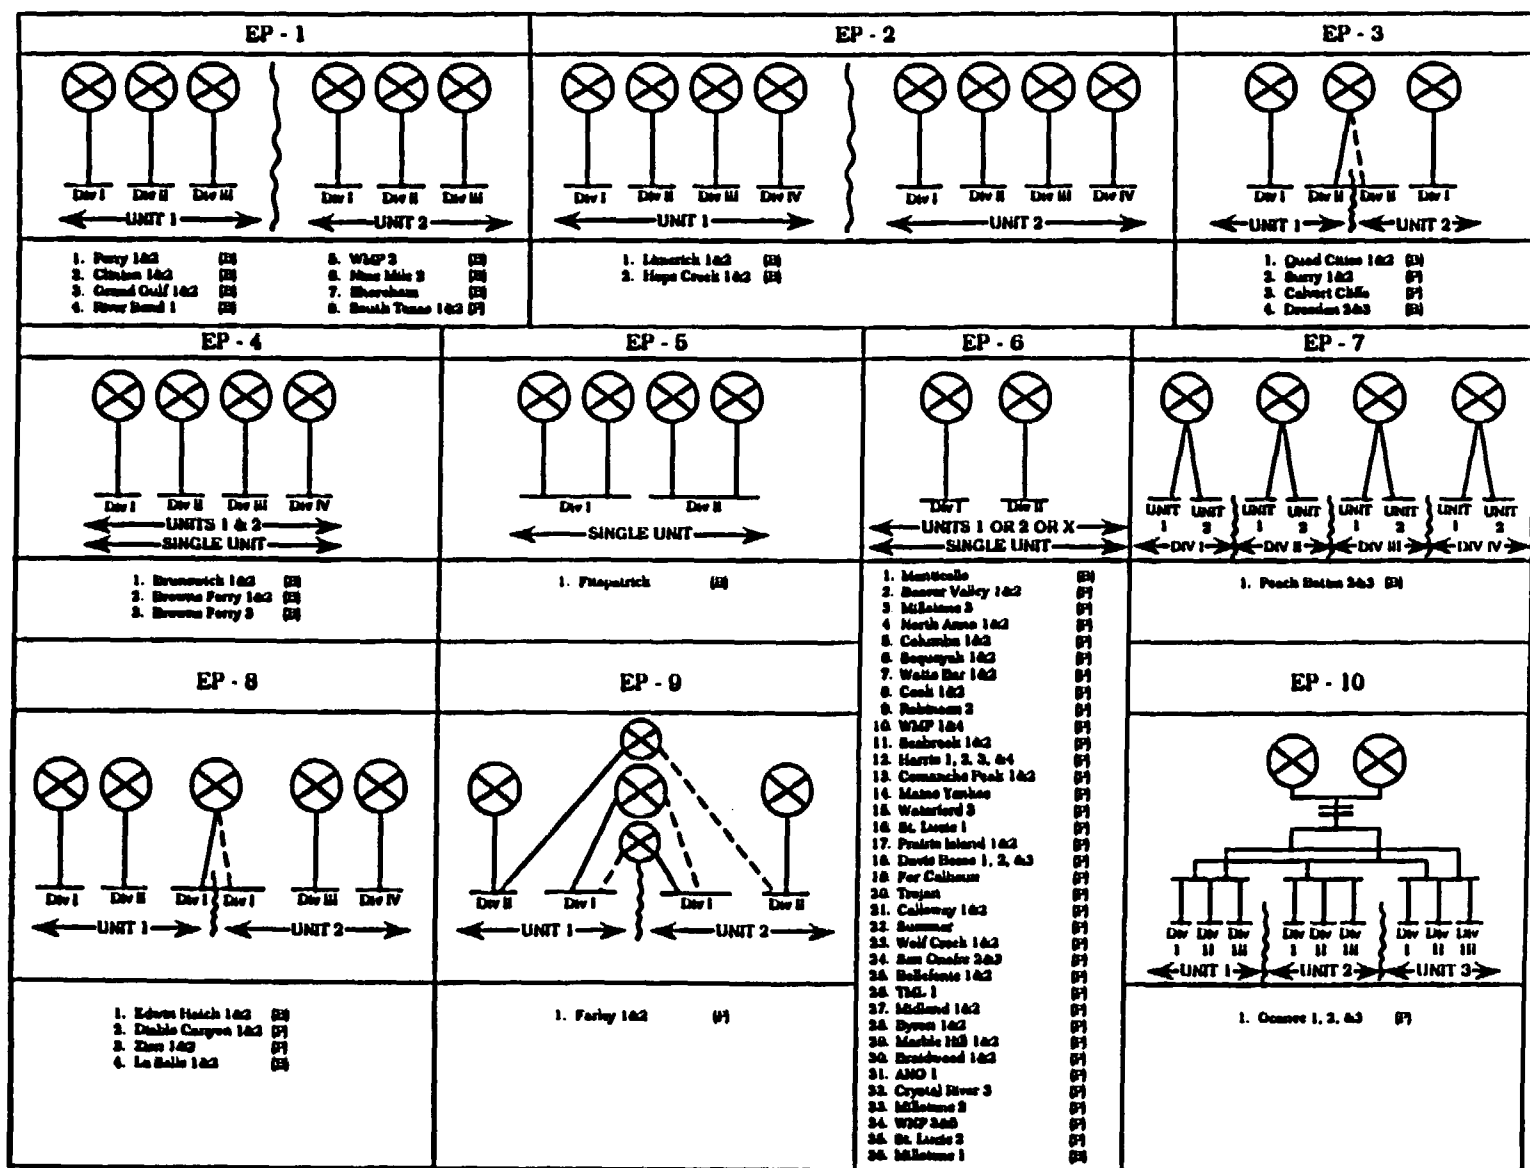 EP - 1
EP - 2
EP - 3
Div I Div II Div III Div I Div II Div III
UNIT 1 UNIT 2
Div I Div II Div III Div IV Div I Div II Div III Div IV
UNIT 1 UNIT 2
Div I Div II Div II Div I
UNIT 1 UNIT 2
1. Perry 1&2 (B)
2. Clinton 1&2 (B)
3. Grand Gulf 1&2 (B)
4. River Bend 1 (B)
5. WMP 2 (B)
6. Nine Mile 2 (B)
7. Shoreham (B)
8. South Texas 1&2 (P)
1. Limerick 1&2 (B)
2. Hope Creek 1&2 (B)
1. Quad Cities 1&2 (B)
2. Surry 1&2 (P)
3. Calvert Cliffs (P)
4. Dresden 2&3 (B)
EP - 4
EP - 5
EP - 6
EP - 7
Div I Div II Div III Div IV
UNITS 1 & 2
SINGLE UNIT
Div I Div II
SINGLE UNIT
Div I Div II
UNITS 1 OR 2 OR X
SINGLE UNIT
UNIT UNIT UNIT UNIT UNIT UNIT UNIT UNIT
1 2 1 2 1 2 1 2
DIV I DIV II DIV III DIV IV
1. Brunswick 1&2 (B)
2. Browns Ferry 1&2 (B)
3. Browns Ferry 3 (B)
1. Fitzpatrick (B)
1. Monticello (B)
2. Beaver Valley 1&2 (P)
3. Millstone 3 (P)
4. North Anna 1&2 (P)
5. Columbia 1&2 (P)
6. Sequoyah 1&2 (P)
7. Watts Bar 1&2 (P)
8. Cook 1&2 (P)
9. Robinson 2 (P)
10. WMP 1&4 (P)
11. Seabrook 1&2 (P)
12. Harris 1, 2, 3, &4 (P)
13. Comanche Peak 1&2 (P)
14. Maine Yankee (P)
15. Waterford 3 (P)
16. St. Lucie 1 (P)
17. Prairie Island 1&2 (P)
18. Davis Besse 1, 2, &3 (P)
19. For Calhoun (P)
20. Trojan (P)
21. Calloway 1&2 (P)
22. Summer (P)
23. Wolf Creek 1&2 (P)
24. San Onofre 2&3 (P)
25. Bellefonte 1&2 (P)
26. TMI. 1 (P)
27. Midland 1&2 (P)
28. Byron 1&2 (P)
29. Marble Hill 1&2 (P)
30. Braidwood 1&2 (P)
31. ANO 1 (P)
32. Crystal River 3 (P)
33. Millstone 2 (P)
34. WNP 3&5 (P)
35. St. Lucie 2 (P)
36. Millstone 1 (B)
1. Peach Bottom 2&3 (B)
EP - 8
EP - 9
EP - 10
Div I Div II Div I Div I Div III Div IV
UNIT 1 UNIT 2
Div II Div I Div I Div II
UNIT 1 UNIT 2
Div Div Div Div Div Div Div Div Div
I II III I II III I II III
UNIT 1 UNIT 2 UNIT 3
1. Edwin Hatch 1&2 (B)
2. Diablo Canyon 1&2 (P)
3. Zion 1&2 (P)
4. La Salle 1&2 (B)
1. Farley 1&2 (P)
1. Oconee 1, 2, &3 (P)